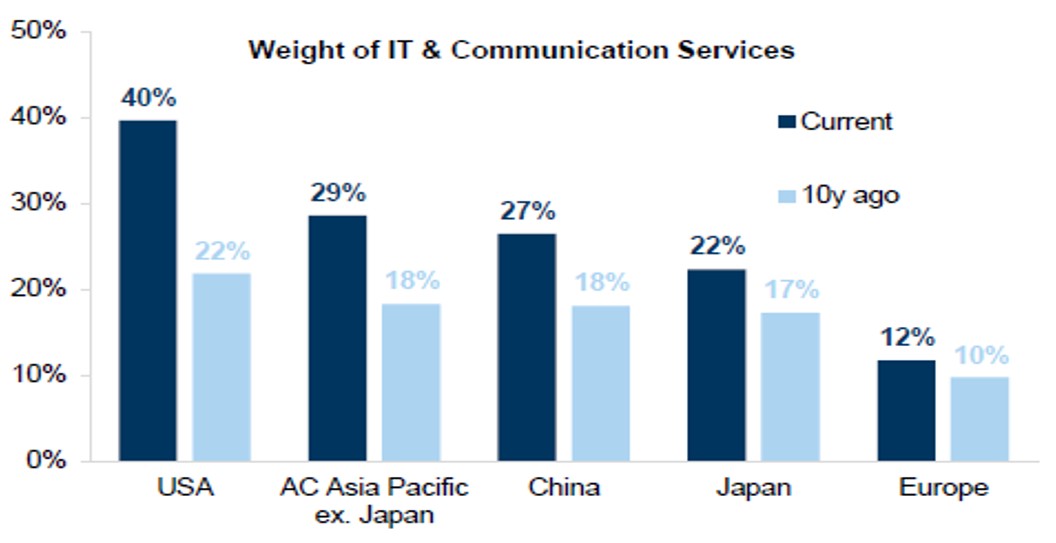 Weight of IT & Communication Services
50%
40%
30%
20%
10%
0%
40%
22%
29%
18%
27%
18%
22%
17%
12%
10%
Current
10y ago
USA
AC Asia Pacific
ex. Japan
China
Japan
Europe